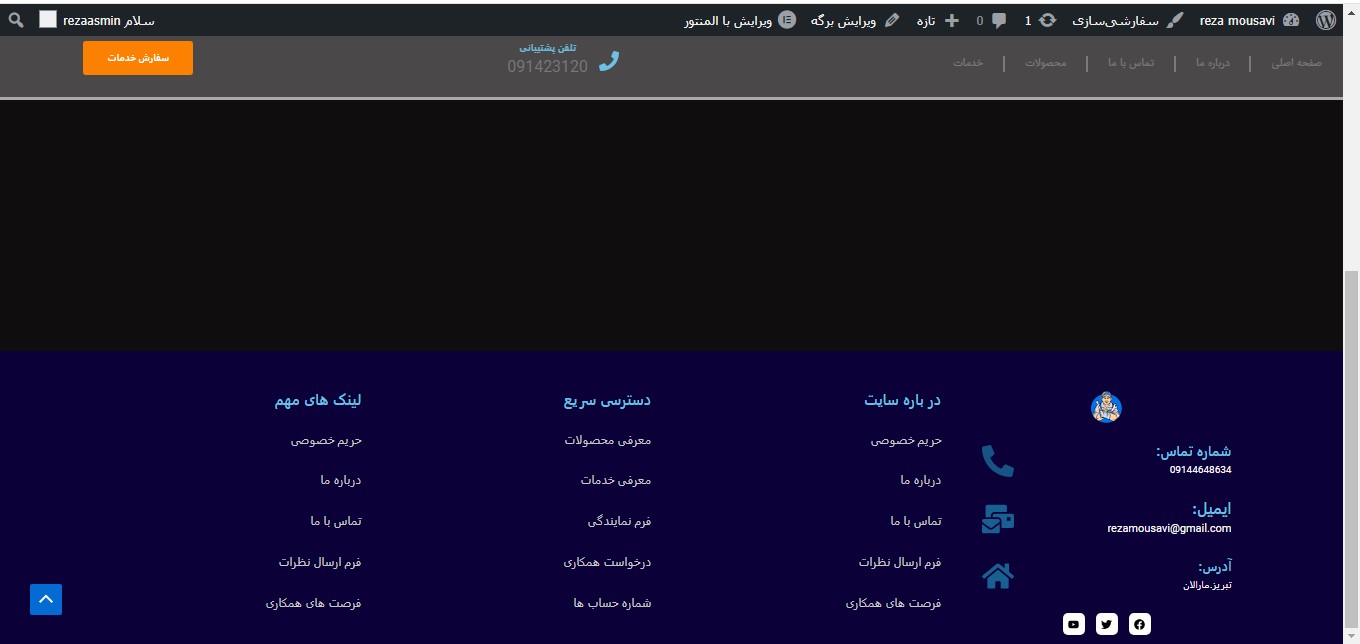 reza mousavi سفارشی‌سازی 1 0 تازه ویرایش برگه ویرایش با المنتور
سلام rezaasmin
صفحه اصلی | درباره ما | تماس با ما | محصولات | خدمات
تلفن پشتیبانی
091423120
سفارش خدمات
شماره تماس:
09144648634
ایمیل:
rezamousavi@gmail.com
آدرس:
تبریز.مارالان
در باره سایت
حریم خصوصی
درباره ما
تماس با ما
فرم ارسال نظرات
فرصت های همکاری
دسترسی سریع
معرفی محصولات
معرفی خدمات
فرم نمایندگی
درخواست همکاری
شماره حساب ها
لینک های مهم
حریم خصوصی
درباره ما
تماس با ما
فرم ارسال نظرات
فرصت های همکاری